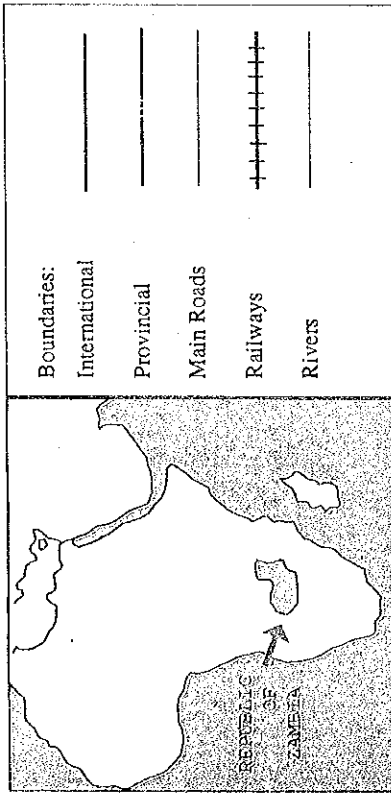 Boundaries:
International
Provincial
Main Roads
Railways
Rivers
REPUBLIC
OF
ZAMBIA